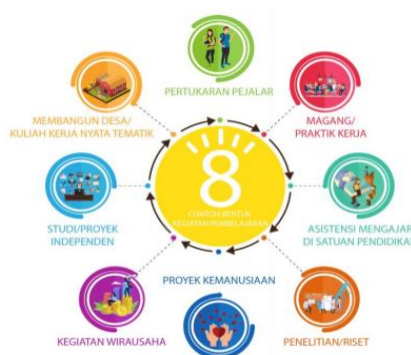 PERTUKARAN PEJALAR
MEMBANGUN DESA/
KULIAH KERJA NYATA TEMATIK
MAGANG/
PRAKTIK KERJA
8
CONTOH BENTUK
KEGIATAN PEMBELAJARAN
STUDI/PROYEK
INDEPENDEN
ASISTENSI MENGAJAR
DI SATUAN PENDIDIKA
PROYEK KEMANUSIAAN
KEGIATAN WIRAUSAHA
PENELITIAN/RISET